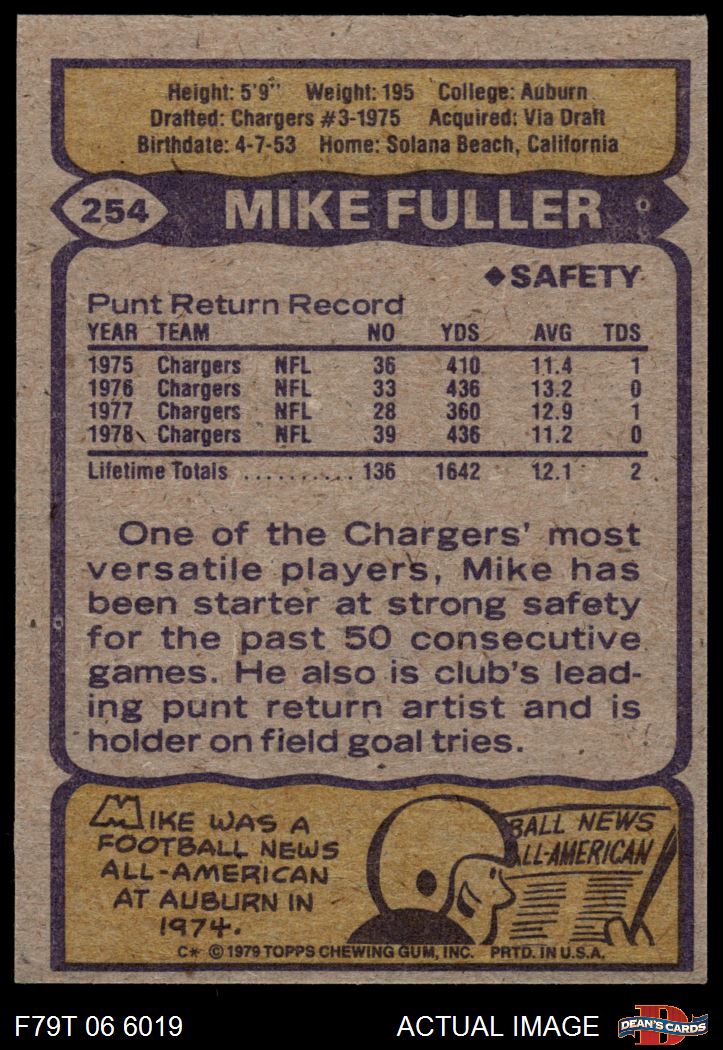 Height: 5'9" Weight: 195 College: Auburn
Drafted: Chargers #3-1975 Acquired: Via Draft
Birthdate: 4-7-53 Home: Solana Beach, California
254 MIKE FULLER
◆SAFETY
Punt Return Record
YEAR TEAM NO YDS AVG TDS
1975 Chargers NFL 36 410 11.4 1
1976 Chargers NFL 33 436 13.2 0
1977 Chargers NFL 28 360 12.9 1
1978 Chargers NFL 39 436 11.2 0
Lifetime Totals .......... 136 1642 12.1 2
One of the Chargers' most
versatile players, Mike has
been starter at strong safety
for the past 50 consecutive
games. He also is club's lead-
ing punt return artist and is
holder on field goal tries.
MIKE WAS A
FOOTBALL NEWS
ALL-AMERICAN
AT AUBURN IN
1974.
BALL NEWS
ALL-AMERICAN
C* © 1979 TOPPS CHEWING GUM, INC. PRTD. IN U.S.A.
F79T 06 6019 ACTUAL IMAGE D DEAN'S CARDS